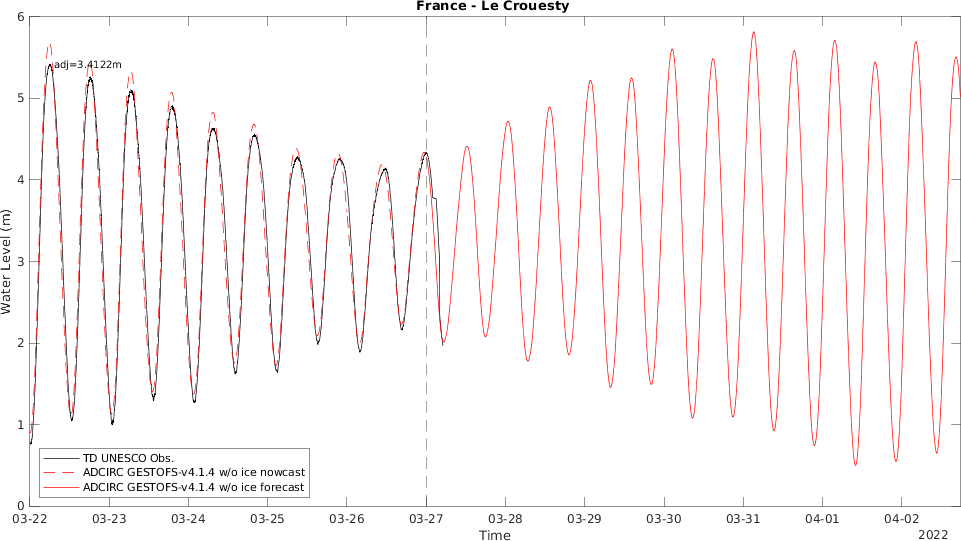 France - Le Crouesty
6
adj=3.4122m
5
4
3
2
1
0
Water Level (m)
TD UNESCO Obs.
ADCIRC GESTOFS-v4.1.4 w/o ice nowcast
ADCIRC GESTOFS-v4.1.4 w/o ice forecast
03-22 03-23 03-24 03-25 03-26 03-27 03-28 03-29 03-30 03-31 04-01 04-02
Time
2022